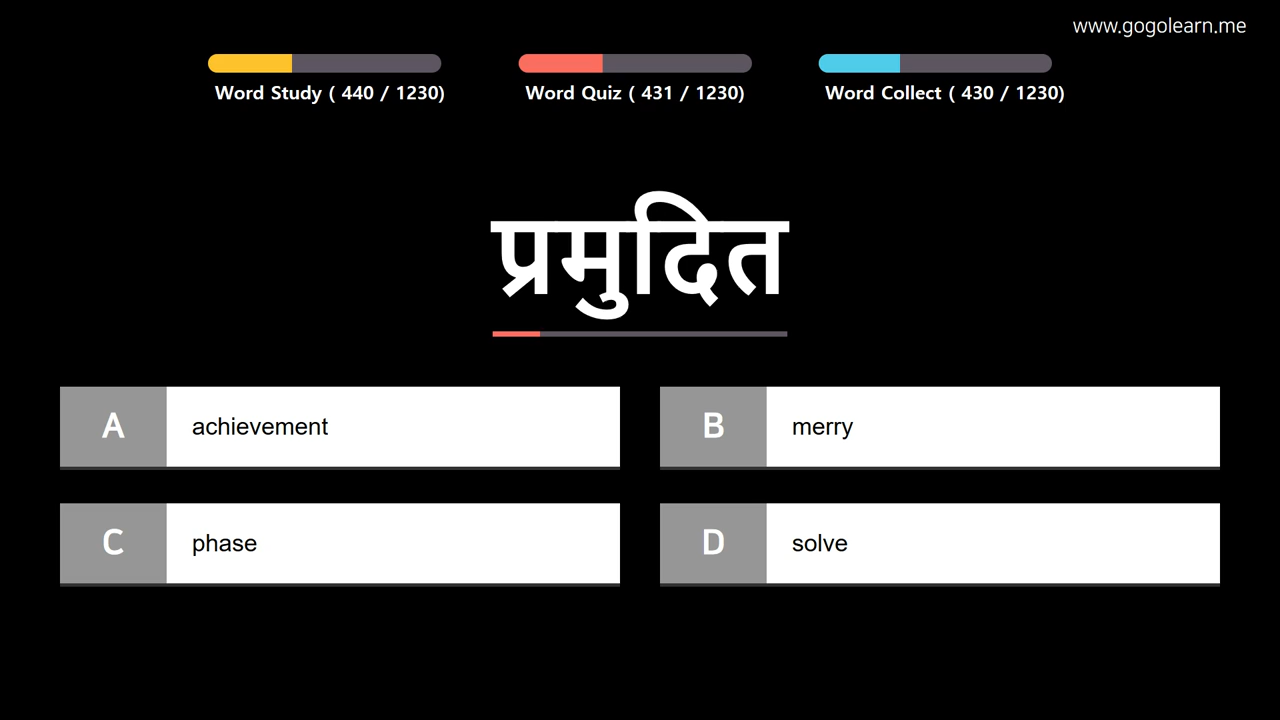 www.gogolearn.me
Word Study ( 440 / 1230)
Word Quiz ( 431 / 1230)
Word Collect ( 430 / 1230)
प्रमुदित
A achievement
B merry
C phase
D solve